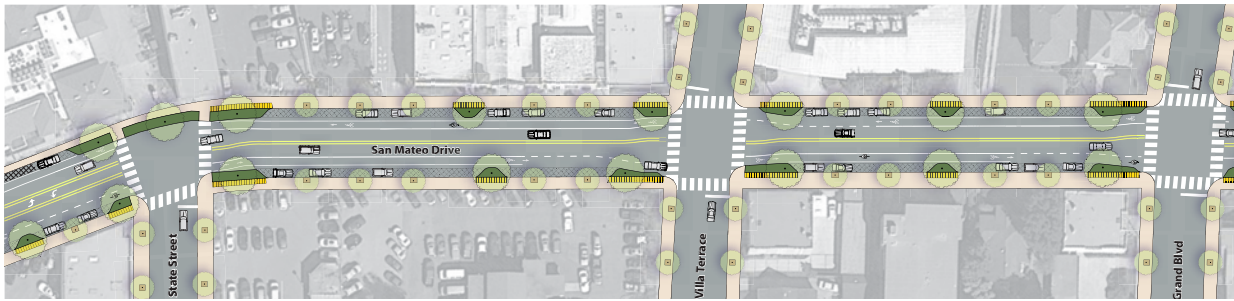 San Mateo Drive
State Street
Villa Terrace
Grand Blvd